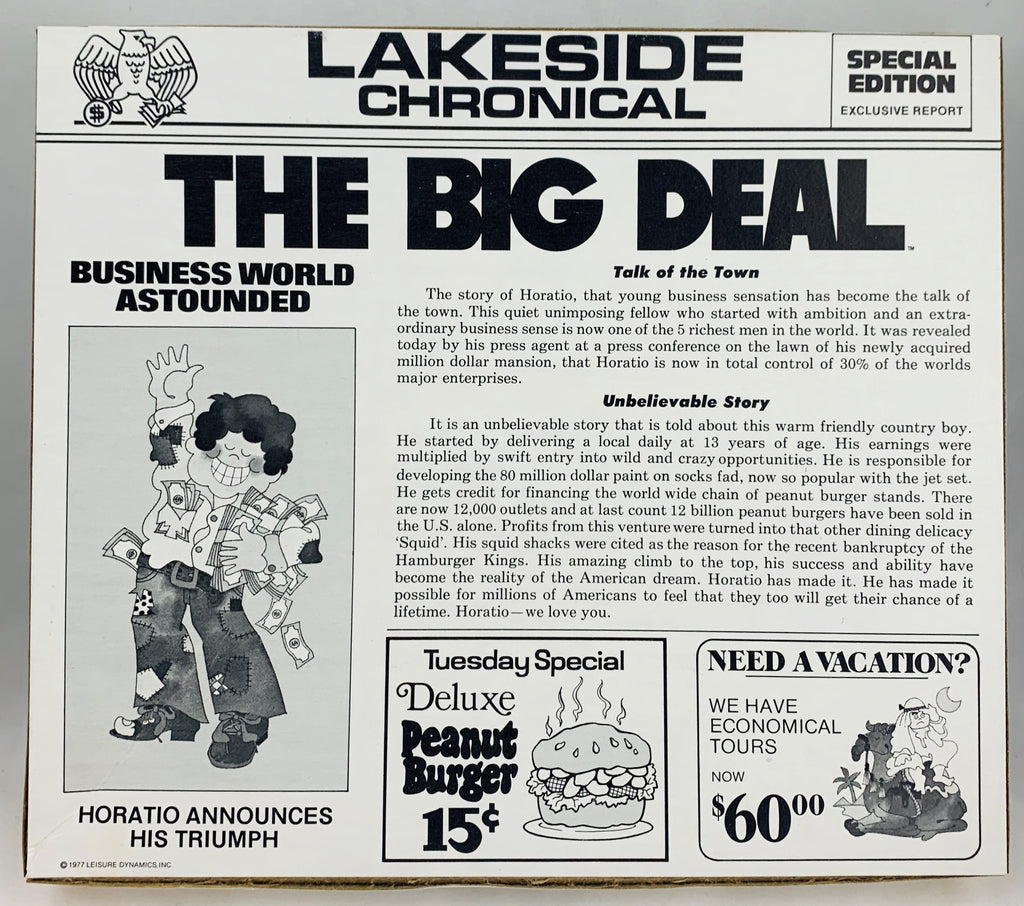 LAKESIDE
CHRONICAL
SPECIAL
EDITION
EXCLUSIVE REPORT
$
THE BIG DEAL™
BUSINESS WORLD
ASTOUNDED
HORATIO ANNOUNCES
HIS TRIUMPH
© 1977 LEISURE DYNAMICS, INC
Talk of the Town
The story of Horatio, that young business sensation has become the talk of
the town. This quiet unimposing fellow who started with ambition and an extra-
ordinary business sense is now one of the 5 richest men in the world. It was revealed
today by his press agent at a press conference on the lawn of his newly acquired
million dollar mansion, that Horatio is now in total control of 30% of the worlds
major enterprises.
Unbelievable Story
It is an unbelievable story that is told about this warm friendly country boy.
He started by delivering a local daily at 13 years of age. His earnings were
multiplied by swift entry into wild and crazy opportunities. He is responsible for
developing the 80 million dollar paint on socks fad, now so popular with the jet set.
He gets credit for financing the world wide chain of peanut burger stands. There
are now 12,000 outlets and at last count 12 billion peanut burgers have been sold in
the U.S. alone. Profits from this venture were turned into that other dining delicacy
‘Squid’. His squid shacks were cited as the reason for the recent bankruptcy of the
Hamburger Kings. His amazing climb to the top, his success and ability have
become the reality of the American dream. Horatio has made it. He has made it
possible for millions of Americans to feel that they too will get their chance of a
lifetime. Horatio—we love you.
Tuesday Special
Deluxe
Peanut
Burger
15¢
NEED A VACATION?
WE HAVE
ECONOMICAL
TOURS
NOW
$60 00